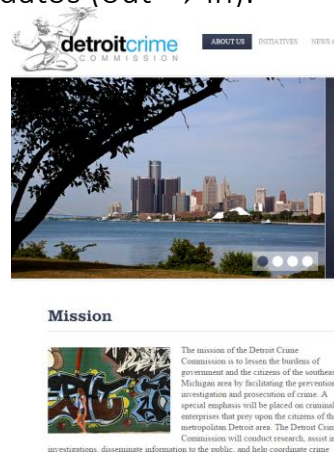 dates (out → in).
detroitcrime
COMMISSION
ABOUT US INITIATIVES NEWS
Mission
The mission of the Detroit Crime
Commission is to lessen the burdens of
government and the citizens of the southeast
Michigan area by facilitating the prevention
investigation and prosecution of crime. A
special emphasis will be placed on criminal
enterprises that prey upon the citizens of the
metropolitan Detroit area. The Detroit Crime
Commission will conduct research, assist in
investigations, disseminate information to the public, and help coordinate crime